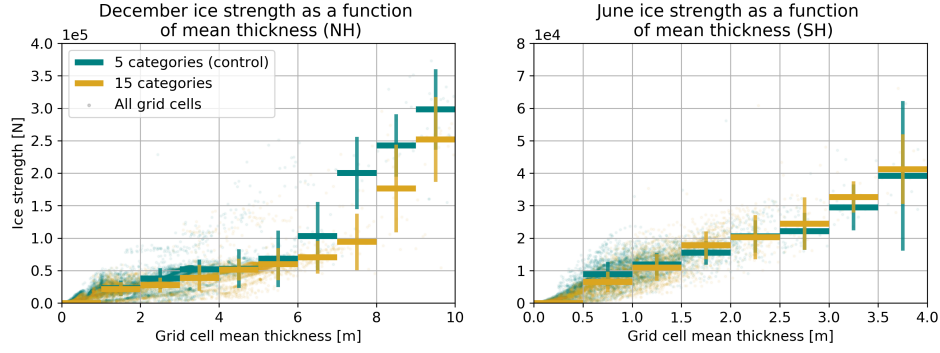 December ice strength as a function
of mean thickness (NH)
1e5
4.0
3.5
3.0
2.5
2.0
1.5
1.0
0.5
0.0
Ice strength [N]
5 categories (control)
15 categories
All grid cells
0 2 4 6 8 10
Grid cell mean thickness [m]
June ice strength as a function
of mean thickness (SH)
1e4
8
7
6
5
4
3
2
1
0
0.0 0.5 1.0 1.5 2.0 2.5 3.0 3.5 4.0
Grid cell mean thickness [m]